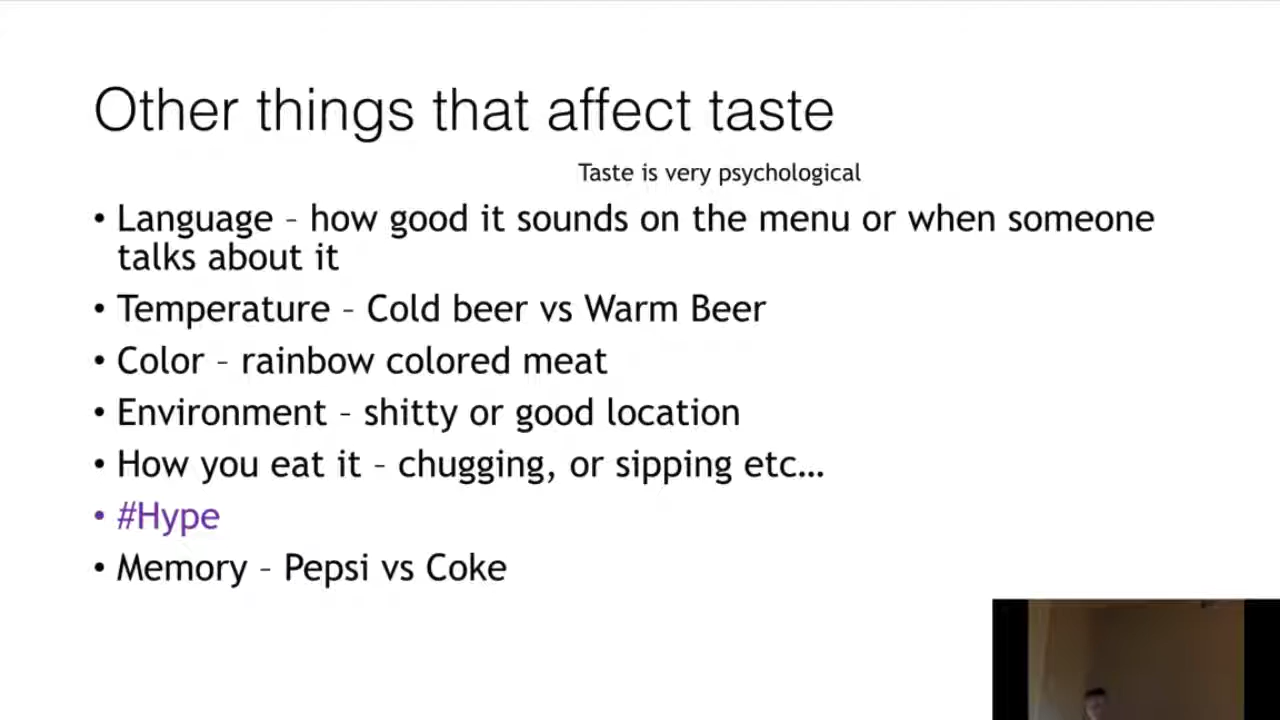 Other things that affect taste
Taste is very psychological
• Language – how good it sounds on the menu or when someone
talks about it
• Temperature – Cold beer vs Warm Beer
• Color – rainbow colored meat
• Environment – shitty or good location
• How you eat it – chugging, or sipping etc…
• #Hype
• Memory – Pepsi vs Coke